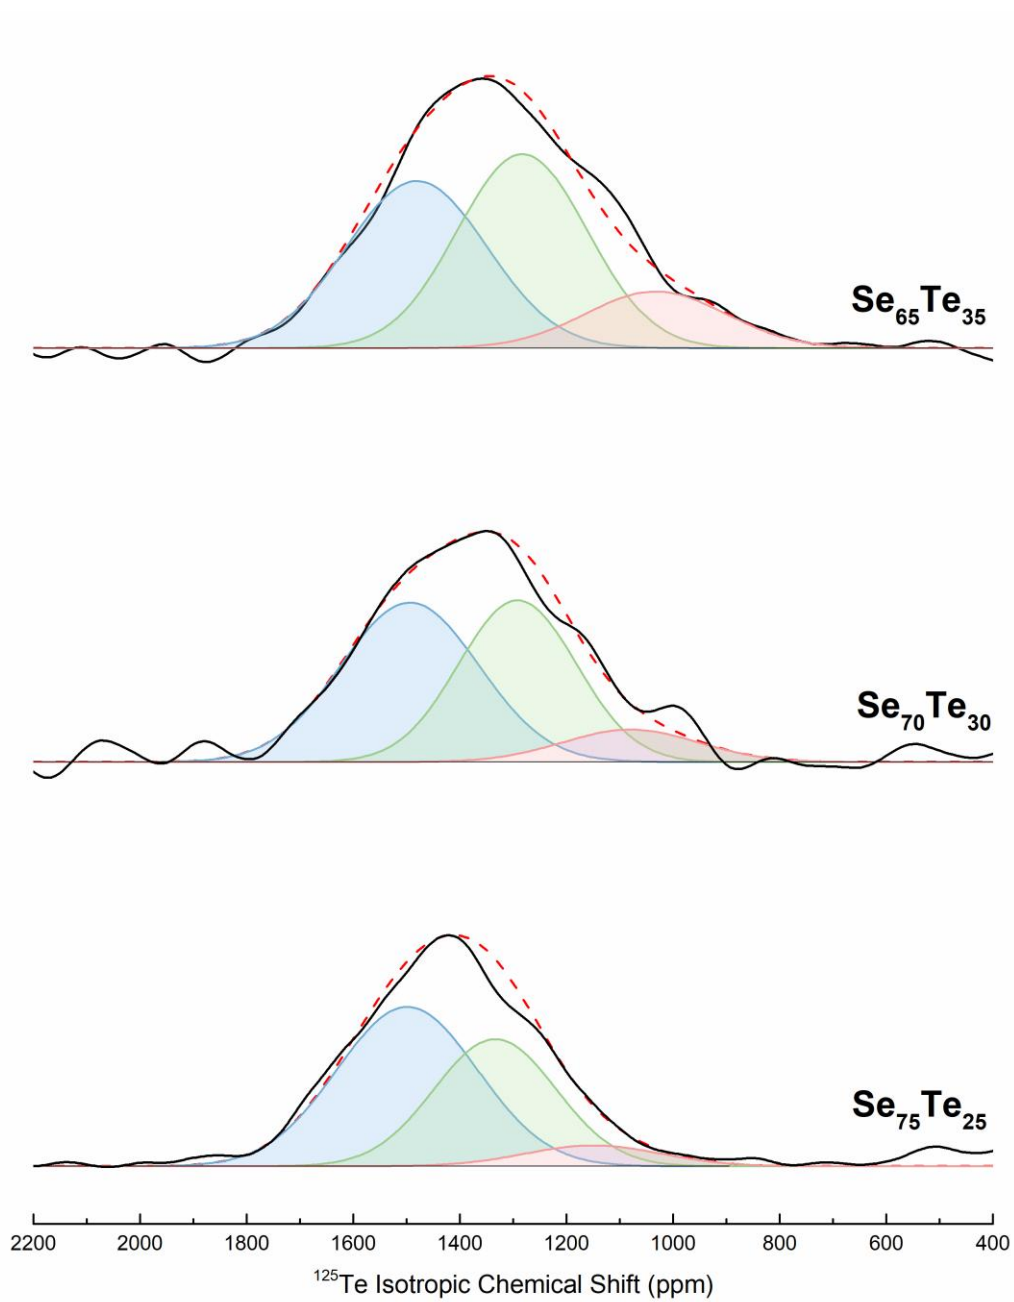 Se₆₅Te₃₅
Se₇₀Te₃₀
Se₇₅Te₂₅
2200 2000 1800 1600 1400 1200 1000 800 600 400
¹²⁵Te Isotropic Chemical Shift (ppm)